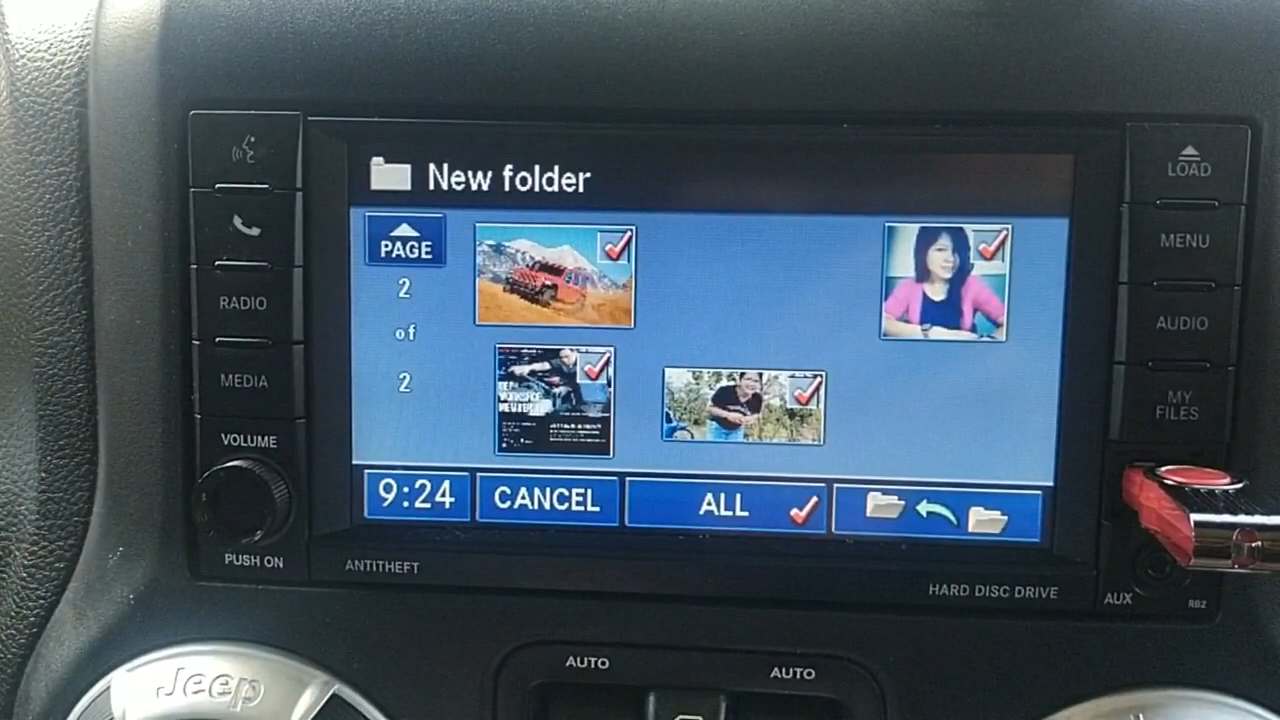 New folder
PAGE
2
of
2
9:24
CANCEL
ALL
RADIO
MEDIA
VOLUME
PUSH ON
ANTITHEFT
LOAD
MENU
AUDIO
MY
FILES
HARD DISC DRIVE
AUX
RBZ
AUTO
AUTO
Jeep